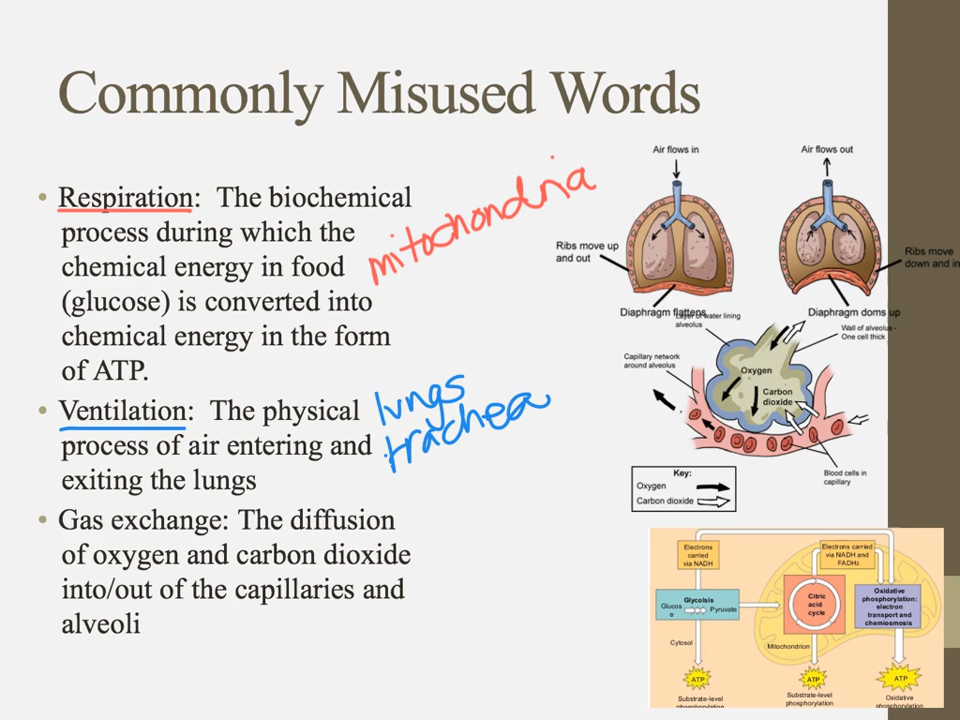 Commonly Misused Words
• Respiration: The biochemical
process during which the
chemical energy in food
(glucose) is converted into
chemical energy in the form
of ATP.
mitochondria
• Ventilation: The physical
process of air entering and
exiting the lungs
lungs
trachea
• Gas exchange: The diffusion
of oxygen and carbon dioxide
into/out of the capillaries and
alveoli
Air flows in
Air flows out
Ribs move up
and out
Ribs move
down and in
Diaphragm flattens
Diaphragm doms up
Layer of water lining
alveolus
Wall of alveolus -
One cell thick
Capillary network
around alveolus
Oxygen
Carbon
dioxide
Blood cells in
capillary
Key:
Oxygen
Carbon dioxide
Electrons
carried
via NADH
Electrons carried
via NADH and
FADH2
Glycolsis
Glucos
e
Pyruvate
Citric
acid
cycle
Oxidative
phosphorylation:
electron
transport and
chemiosmosis
Cytosol
Mitochondrion
ATP
ATP
ATP
Substrate-level
phosphorylation
Substrate-level
phosphorylation
Oxidative
phosphorylation